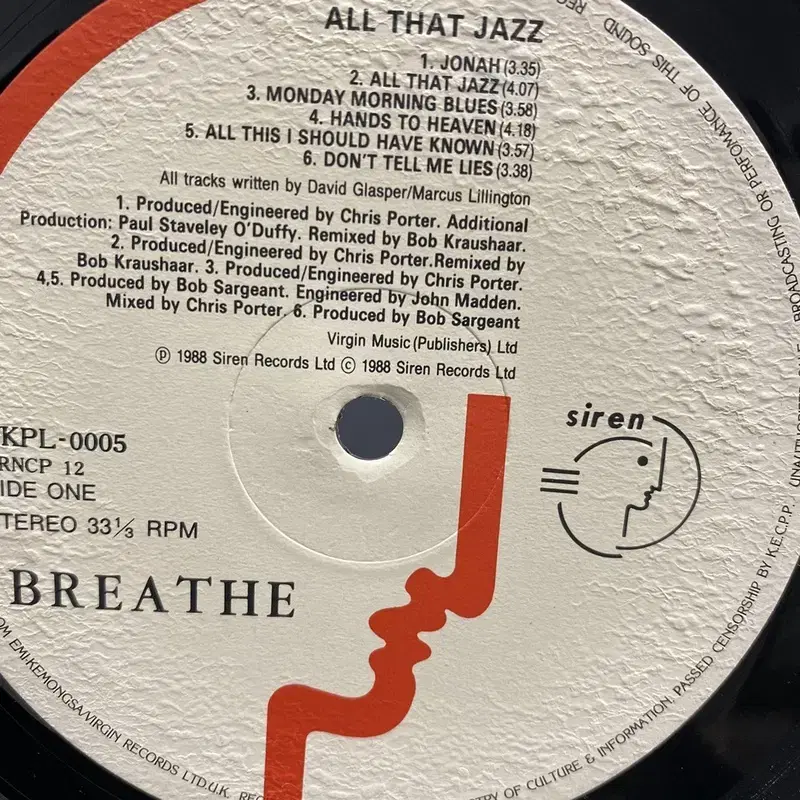 ALL THAT JAZZ
1. JONAH (3.35)
2. ALL THAT JAZZ (4.07)
3. MONDAY MORNING BLUES (3.58)
4. HANDS TO HEAVEN (4.18)
5. ALL THIS I SHOULD HAVE KNOWN (3.57)
6. DON'T TELL ME LIES (3.38)
All tracks written by David Glasper/Marcus Lillington
1. Produced/Engineered by Chris Porter. Additional
Production: Paul Staveley O'Duffy. Remixed by Bob Kraushaar.
2. Produced/Engineered by Chris Porter.Remixed by
Bob Kraushaar. 3. Produced/Engineered by Chris Porter.
4,5. Produced by Bob Sargeant. Engineered by John Madden.
Mixed by Chris Porter. 6. Produced by Bob Sargeant
Virgin Music (Publishers) Ltd
℗ 1988 Siren Records Ltd © 1988 Siren Records Ltd
KPL-0005
RNCP 12
IDE ONE
TEREO 33⅓ RPM
BREATHE
siren
OM EMI/KEMONGSA/VIRGIN RECORDS LTD.U.K. REC
RY OF CULTURE & INFORMATION, PASSED CENSORSHIP BY K.E.C.P.P.
BROADCASTING OR PERFOMANCE OF THIS SOUND